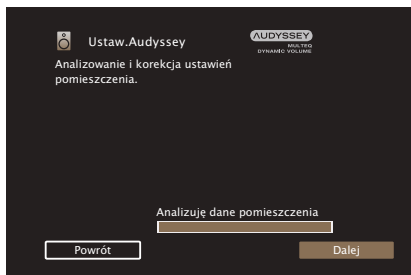 Ustaw.Audyssey
AUDYSSEY
MULTEQ
DYNAMIC VOLUME
Analizowanie i korekcja ustawień
pomieszczenia.
Analizuję dane pomieszczenia
Powrót
Dalej